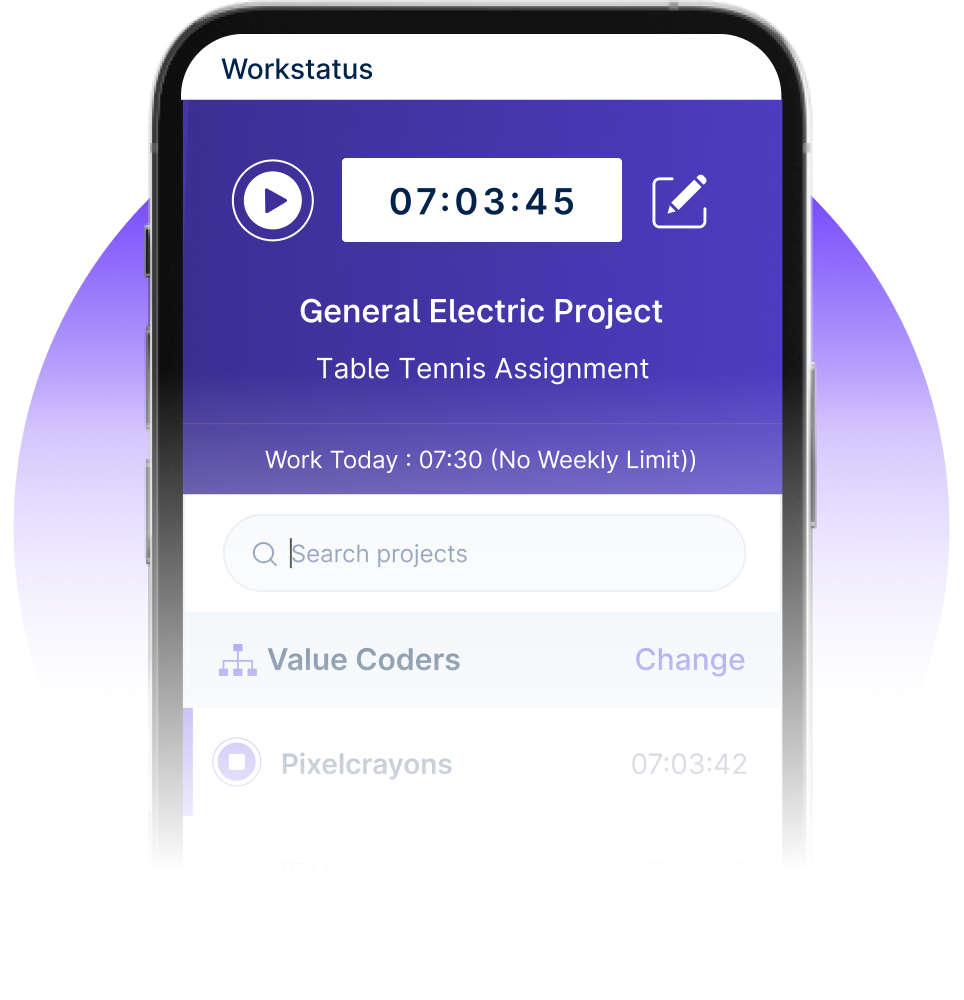 Workstatus
07:03:45
General Electric Project
Table Tennis Assignment
Work Today : 07:30 (No Weekly Limit))
Search projects
Value Coders Change
Pixelcrayons 07:03:42